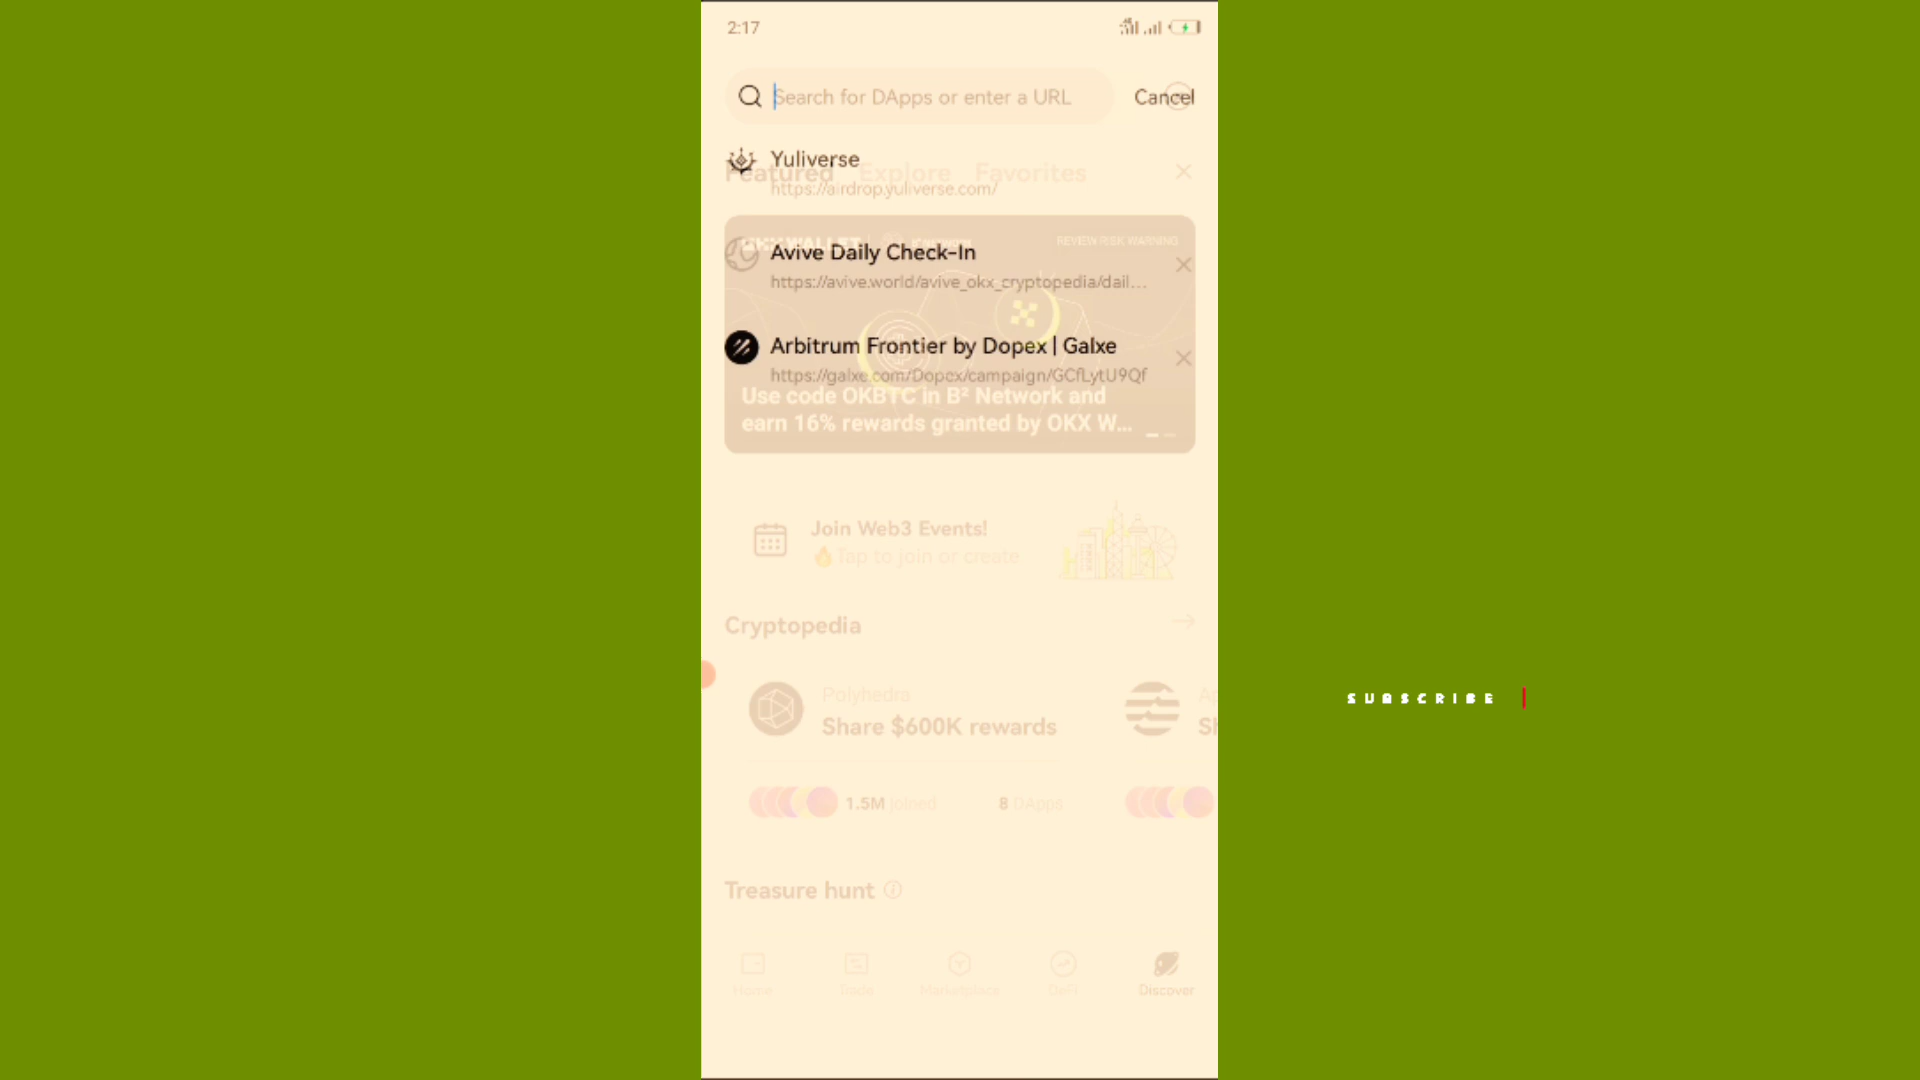 2:17
Search for DApps or enter a URL
Cancel
Yuliverse
https://airdrop.yuliverse.com/
Featured Explore Favorites
REVIEW RISK WARNING
Avive Daily Check-In
https://avive.world/avive_okx_cryptopedia/dail...
Arbitrum Frontier by Dopex | Galxe
https://galxe.com/Dopex/campaign/GCfLytU9Qf
Use code OKBTC in B² Network and
earn 16% rewards granted by OKX W...
Join Web3 Events!
Tap to join or create
Cryptopedia
Polyhedra
Share $600K rewards
1.5M joined
8 DApps
SUBSCRIBE
Treasure hunt
Home
Trade
Marketplace
DeFi
Discover